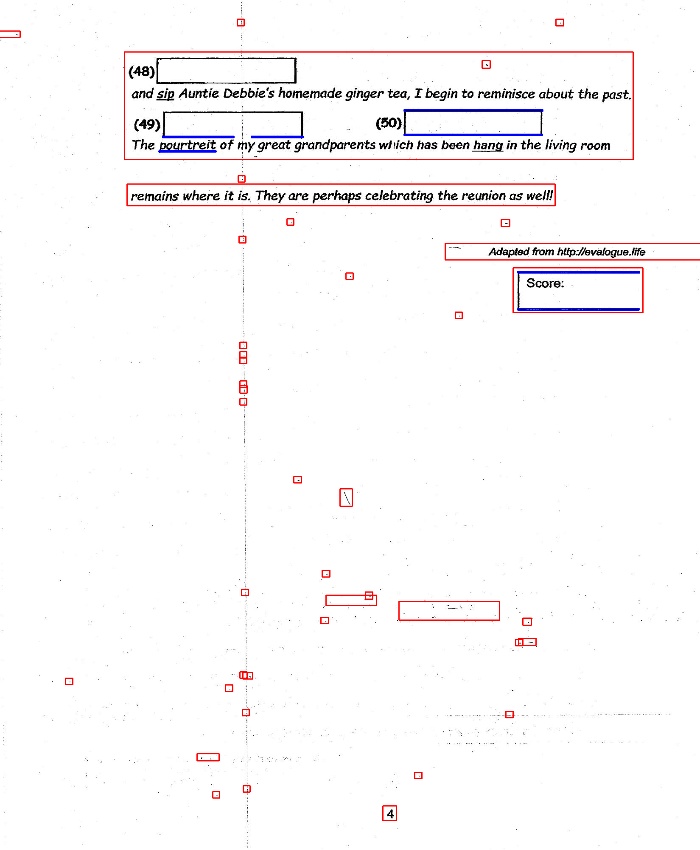 (48)
and sip Auntie Debbie's homemade ginger tea, I begin to reminisce about the past.
(49) (50)
The pourtreit of my great grandparents which has been hang in the living room
remains where it is. They are perhaps celebrating the reunion as well!
Adapted from http://evalogue.life
Score:
4